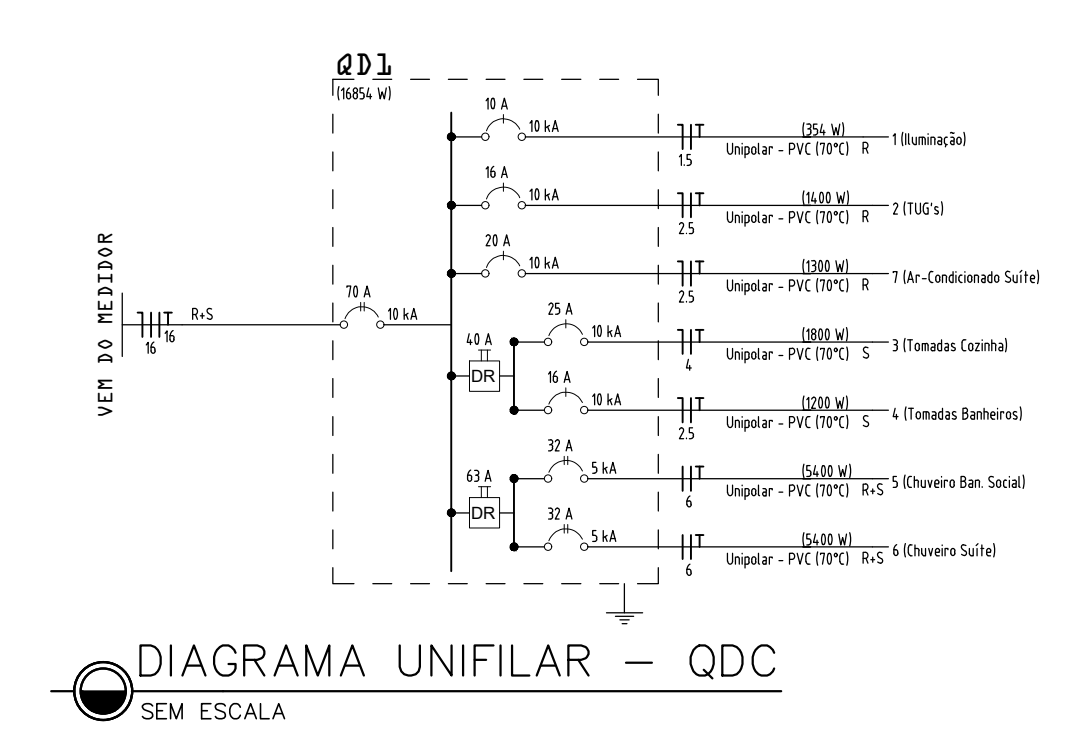 QD1
(16854 W)
10 A
10 kA
1.5
(354 W)
Unipolar - PVC (70°C) R
1 (Iluminação)
16 A
10 kA
2.5
(1400 W)
Unipolar - PVC (70°C) R
2 (TUG's)
20 A
10 kA
2.5
(1300 W)
Unipolar - PVC (70°C) R
7 (Ar-Condicionado Suíte)
VEM DO MEDIDOR
16
16
R+S
70 A
10 kA
40 A
DR
25 A
10 kA
4
(1800 W)
Unipolar - PVC (70°C) S
3 (Tomadas Cozinha)
16 A
10 kA
2.5
(1200 W)
Unipolar - PVC (70°C) S
4 (Tomadas Banheiros)
63 A
DR
32 A
5 kA
6
(5400 W)
Unipolar - PVC (70°C) R+S
5 (Chuveiro Ban. Social)
32 A
5 kA
6
(5400 W)
Unipolar - PVC (70°C) R+S
6 (Chuveiro Suíte)
DIAGRAMA UNIFILAR - QDC
SEM ESCALA